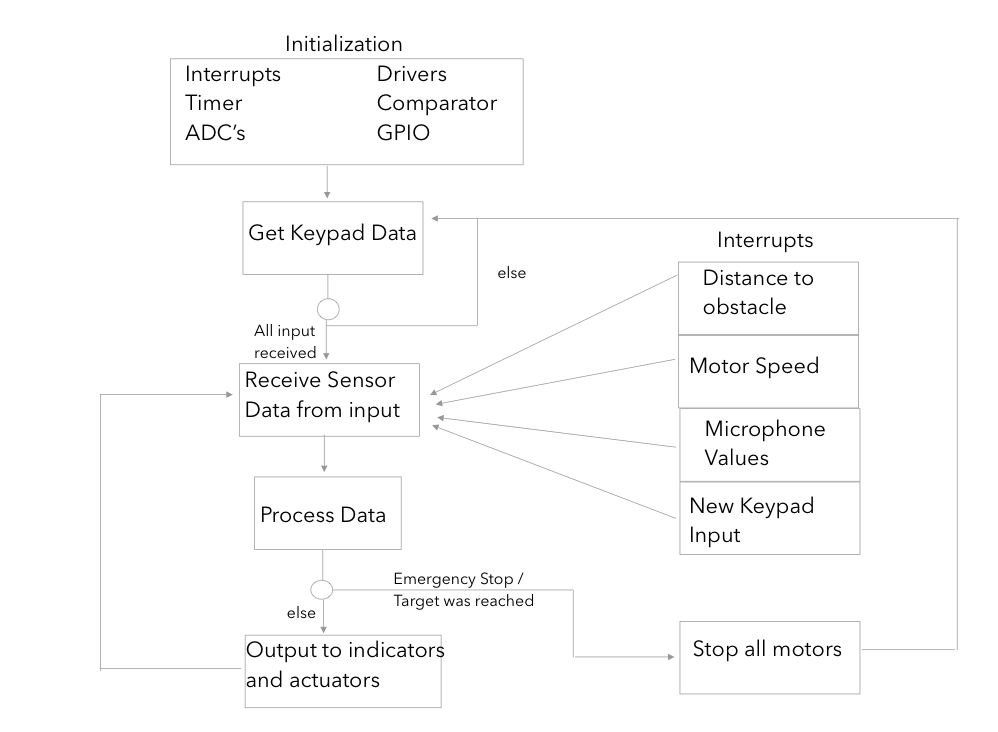 Initialization
Interrupts
Timer
ADC's
Drivers
Comparator
GPIO
Get Keypad Data
else
All input
received
Receive Sensor
Data from input
Process Data
Emergency Stop /
Target was reached
else
Output to indicators
and actuators
Interrupts
Distance to
obstacle
Motor Speed
Microphone
Values
New Keypad
Input
Stop all motors